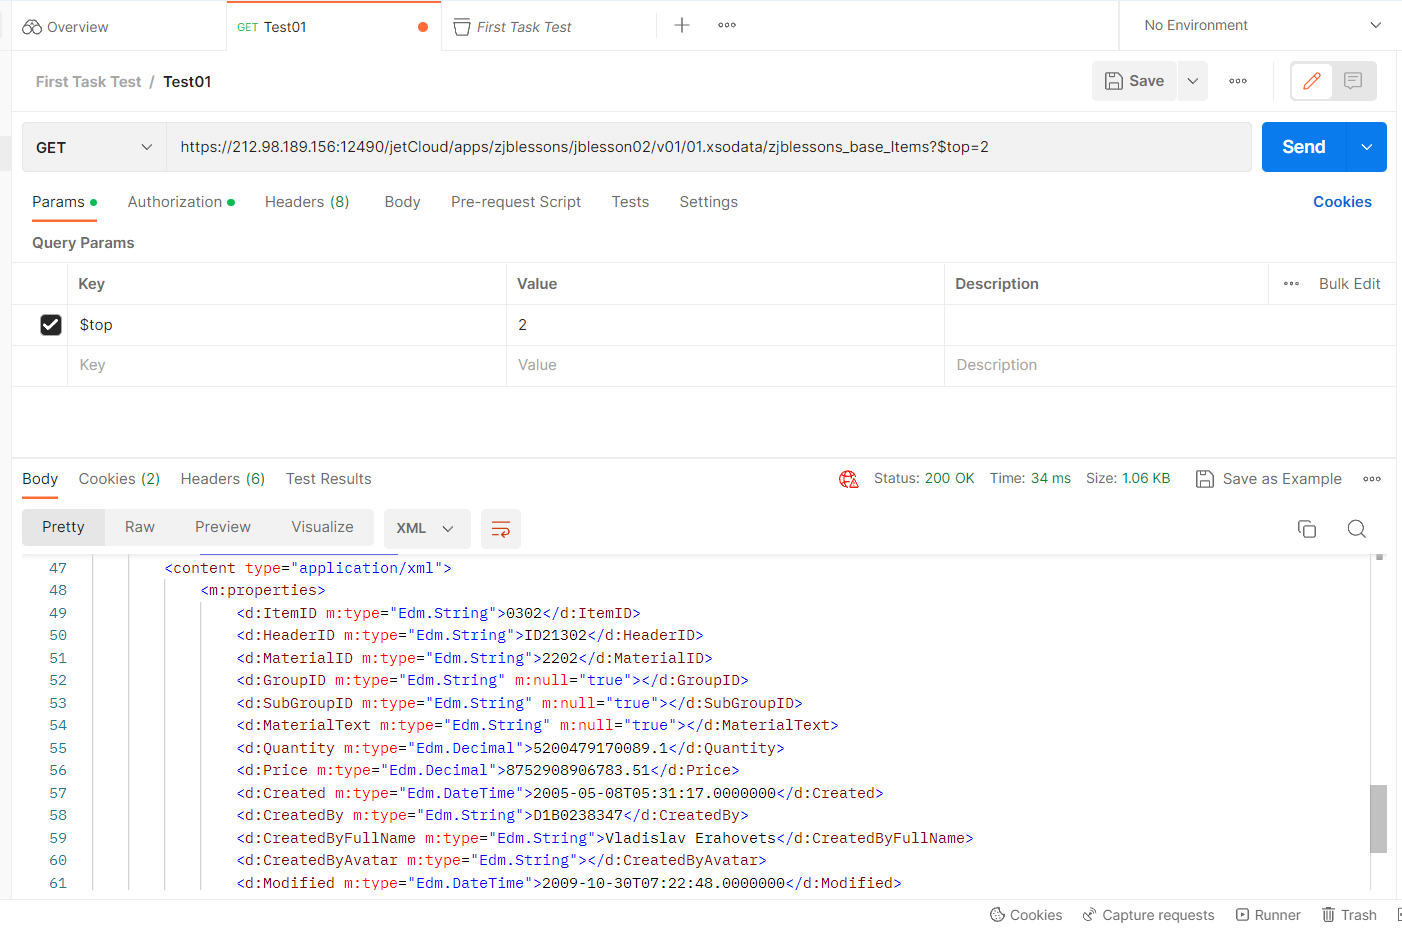 Overview
GET Test01
First Task Test
No Environment
First Task Test / Test01
Save
GET
https://212.98.189.156:12490/jetCloud/apps/zjblessons/jblesson02/v01/01.xsodata/zjblessons_base_Items?$top=2
Send
Params Authorization Headers (8) Body Pre-request Script Tests Settings Cookies
Query Params
Key Value Description Bulk Edit
$top 2
Key Value Description
Body Cookies (2) Headers (6) Test Results Status: 200 OK Time: 34 ms Size: 1.06 KB Save as Example
Pretty Raw Preview Visualize XML
47 <content type="application/xml">
48 <m:properties>
49 <d:ItemID m:type="Edm.String">0302</d:ItemID>
50 <d:HeaderID m:type="Edm.String">ID21302</d:HeaderID>
51 <d:MaterialID m:type="Edm.String">2202</d:MaterialID>
52 <d:GroupID m:type="Edm.String" m:null="true"></d:GroupID>
53 <d:SubGroupID m:type="Edm.String" m:null="true"></d:SubGroupID>
54 <d:MaterialText m:type="Edm.String" m:null="true"></d:MaterialText>
55 <d:Quantity m:type="Edm.Decimal">5200479170089.1</d:Quantity>
56 <d:Price m:type="Edm.Decimal">8752908906783.51</d:Price>
57 <d:Created m:type="Edm.DateTime">2005-05-08T05:31:17.0000000</d:Created>
58 <d:CreatedBy m:type="Edm.String">D1B0238347</d:CreatedBy>
59 <d:CreatedByFullName m:type="Edm.String">Vladislav Erahovets</d:CreatedByFullName>
60 <d:CreatedByAvatar m:type="Edm.String"></d:CreatedByAvatar>
61 <d:Modified m:type="Edm.DateTime">2009-10-30T07:22:48.0000000</d:Modified>
Cookies Capture requests Runner Trash